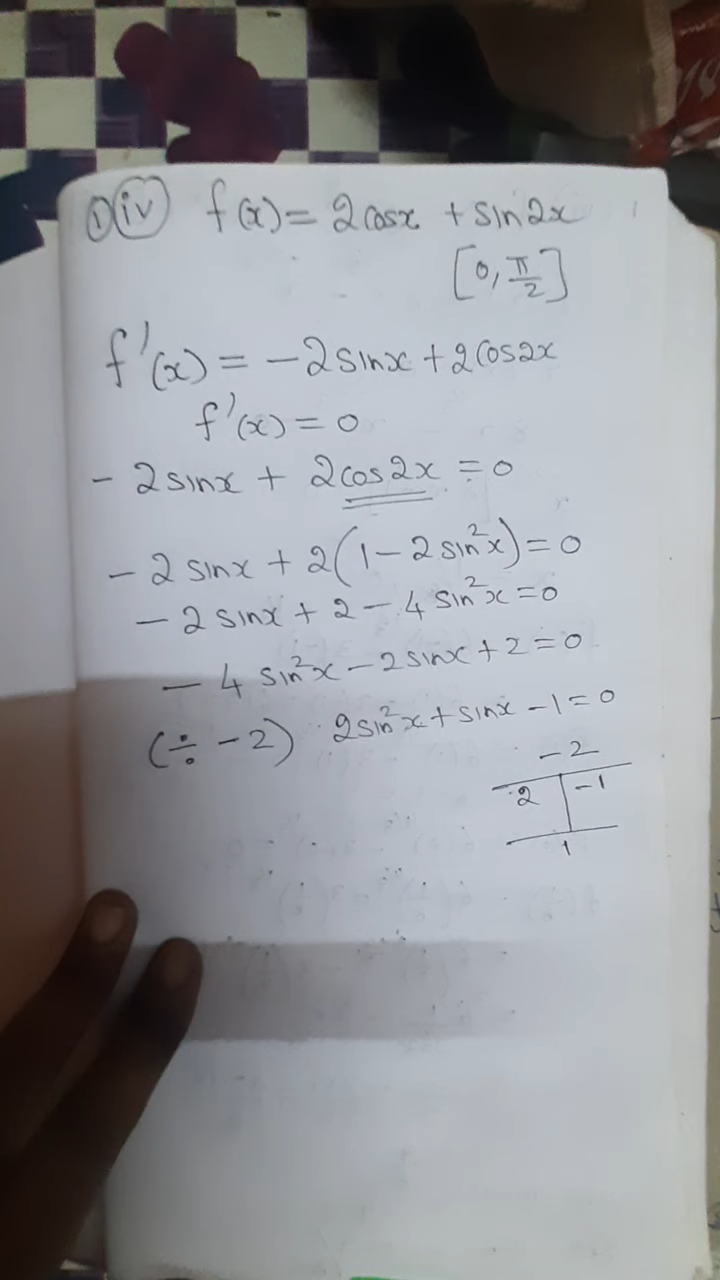 ①(iv) f(x) = 2cosx + sin2x
[0, π/2]
f'(x) = -2sinx + 2cos2x
f'(x) = 0
-2sinx + 2cos2x = 0
-2sinx + 2(1-2sin²x) = 0
-2sinx + 2 - 4sin²x = 0
-4sin²x - 2sinx + 2 = 0
(÷ -2) 2sin²x + sinx - 1 = 0
-2
2 | -1
1